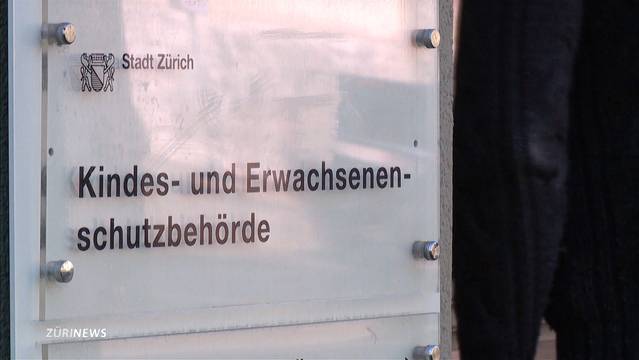 Stadt Zürich
Kindes- und Erwachsenen-
schutzbehörde
ZÜRINEWS